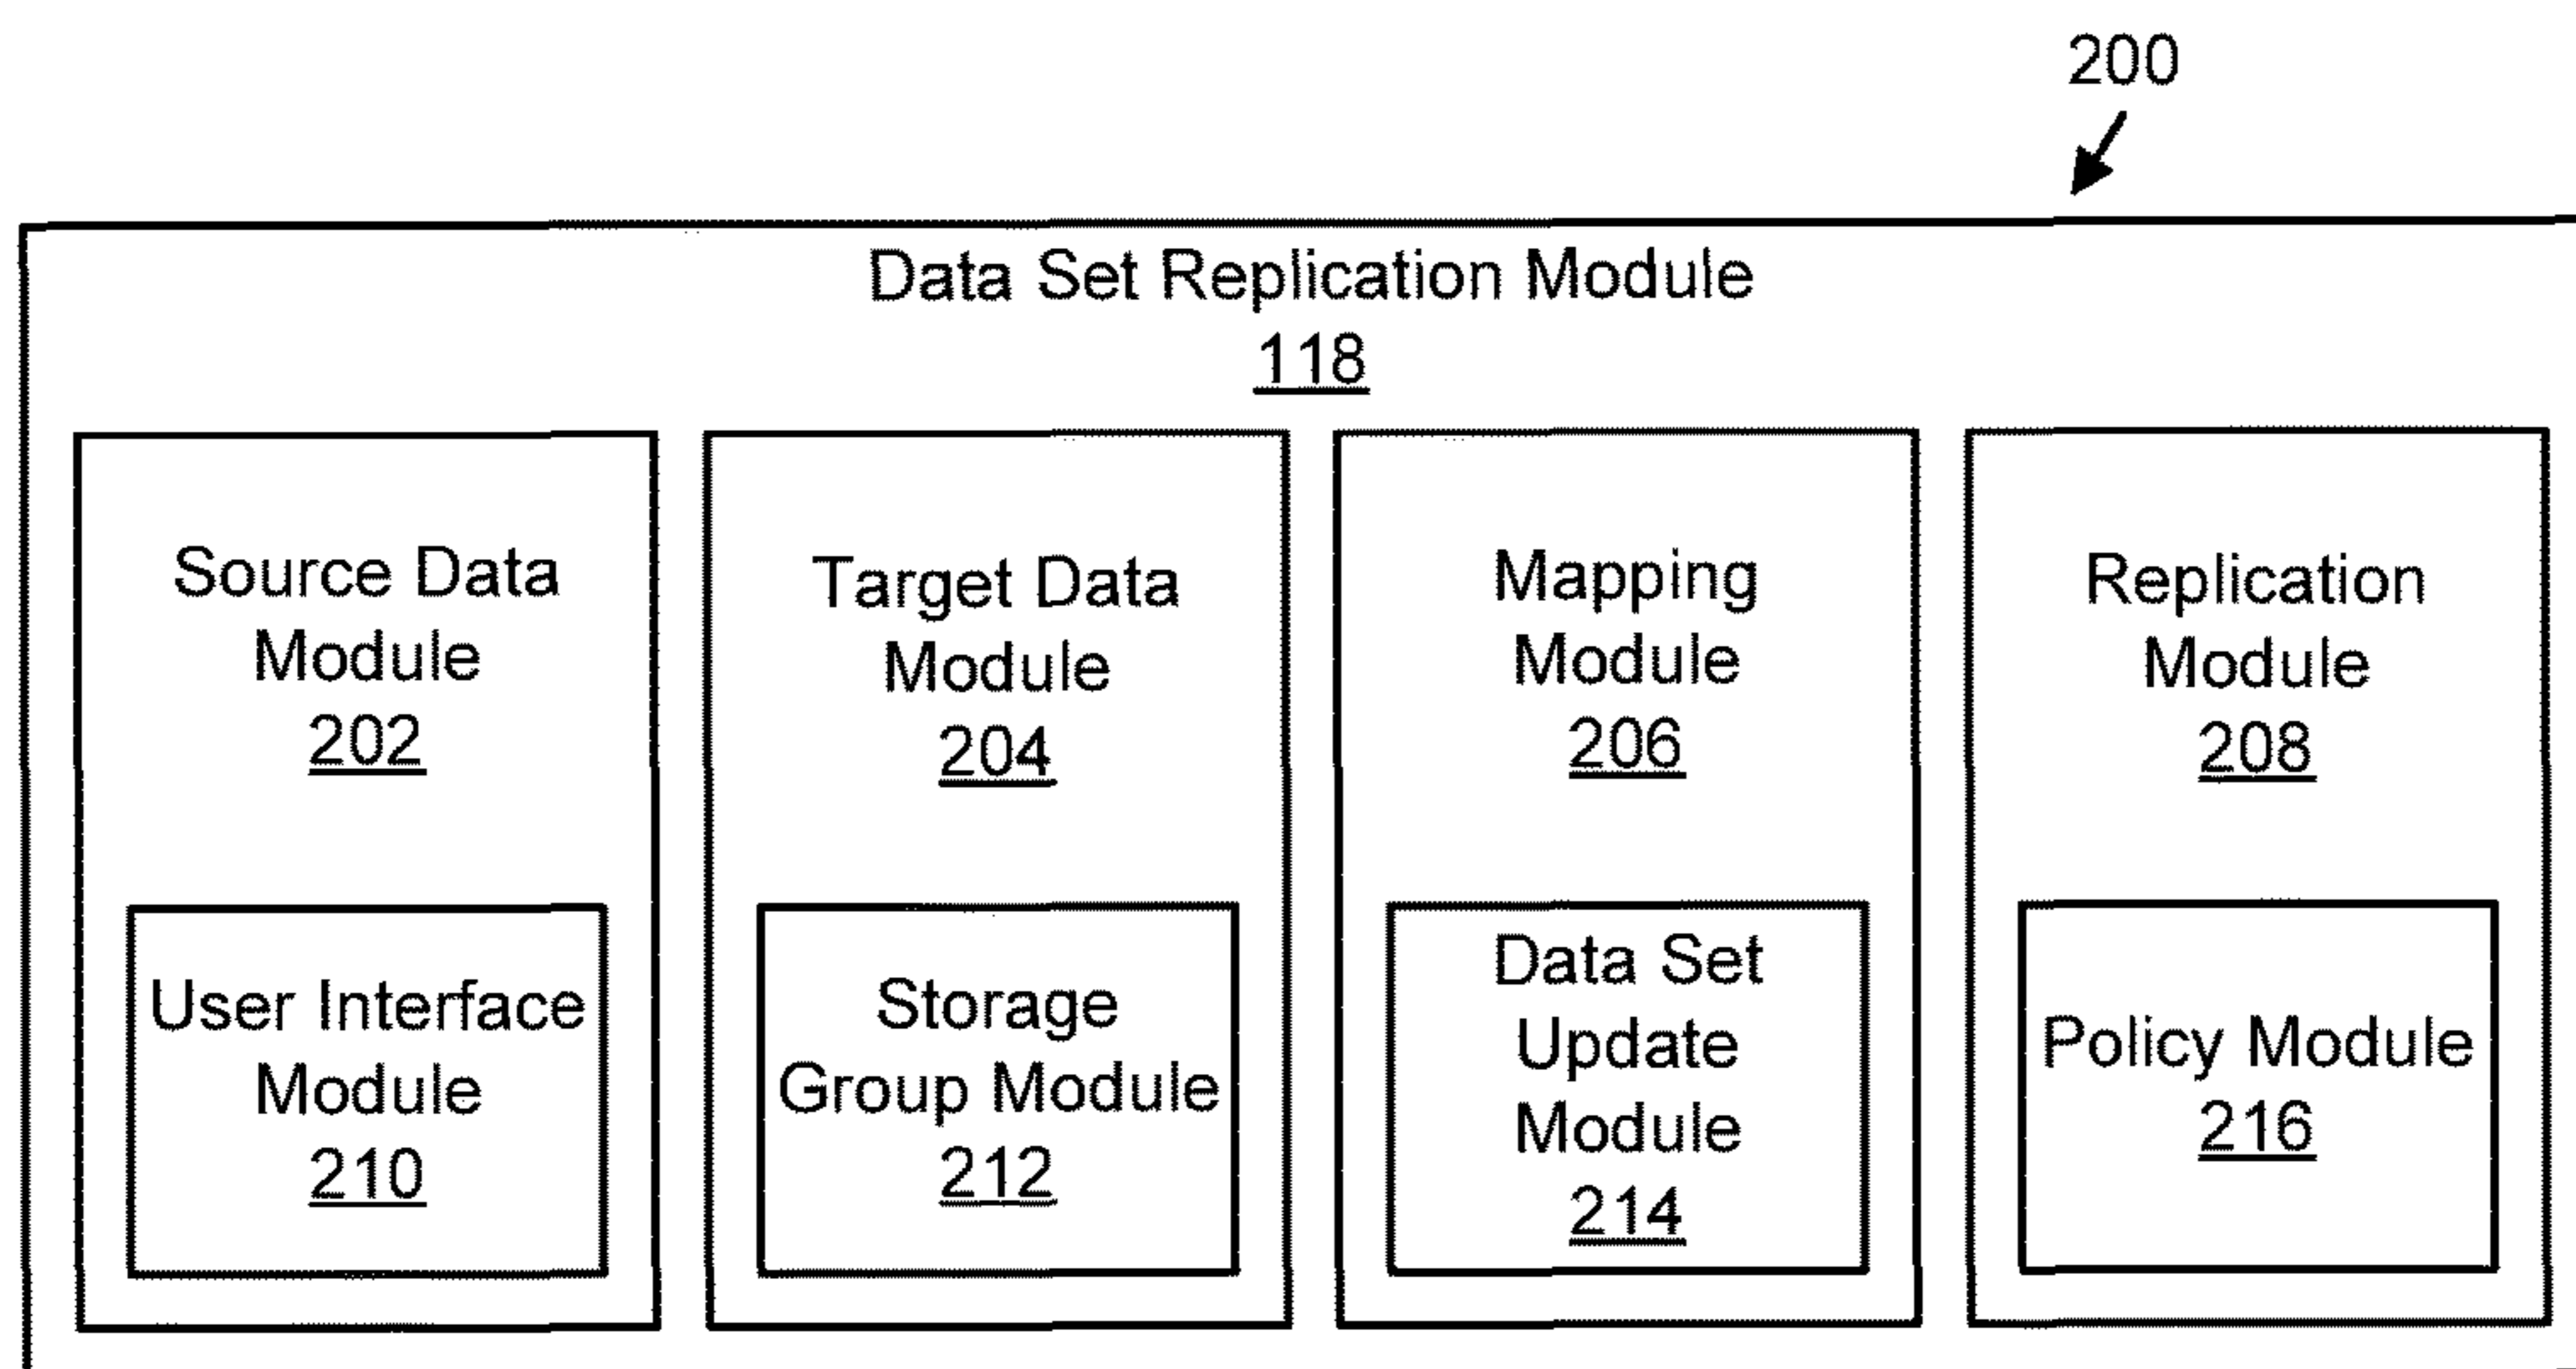 200
Data Set Replication Module
118
Source Data
Module
202
User Interface
Module
210
Target Data
Module
204
Storage
Group Module
212
Mapping
Module
206
Data Set
Update
Module
214
Replication
Module
208
Policy Module
216